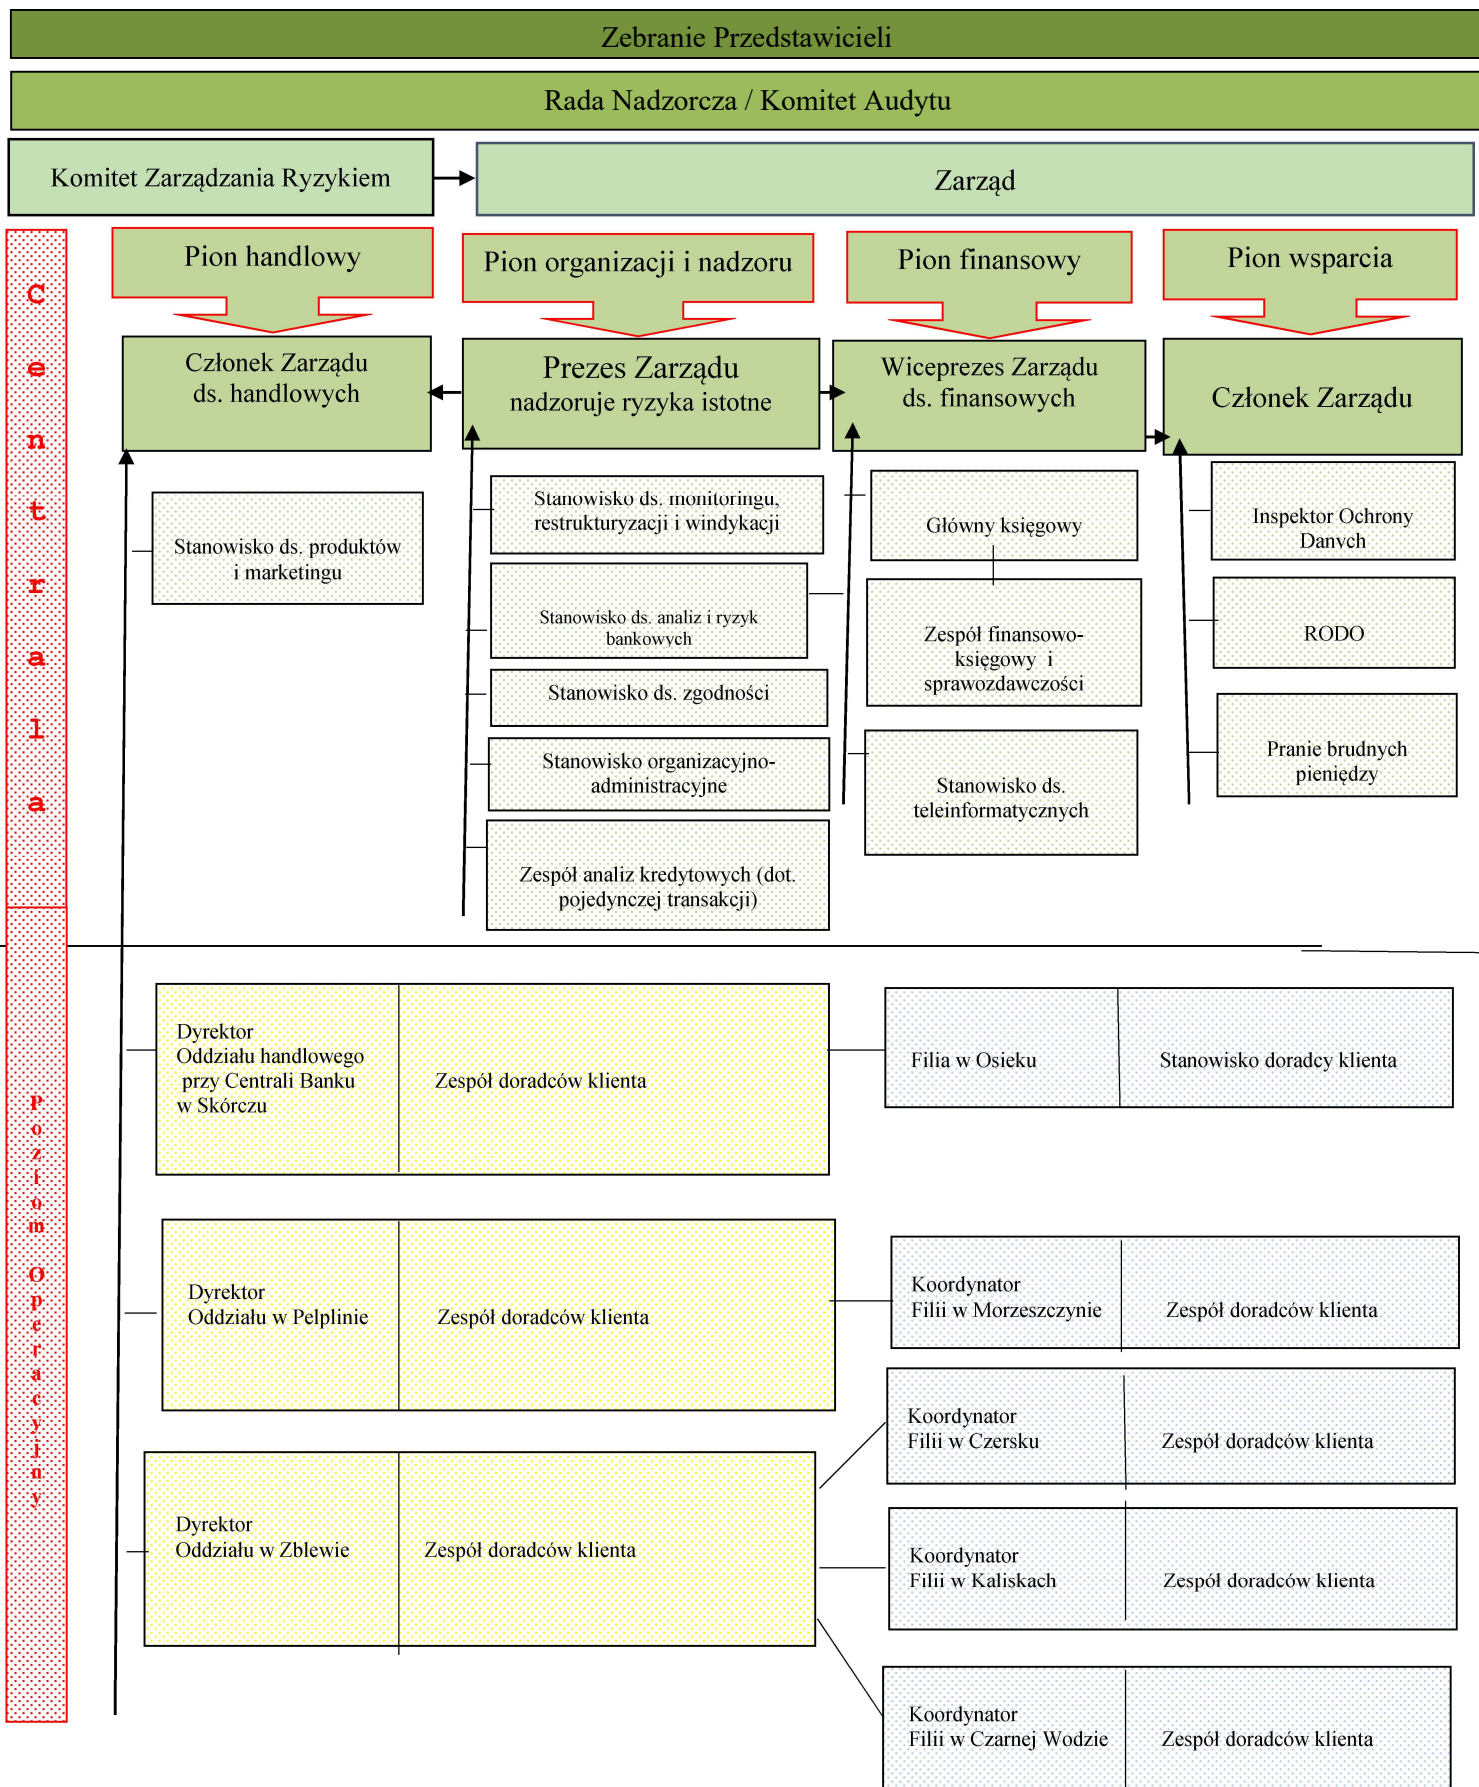 Zebranie Przedstawicieli
Rada Nadzorcza / Komitet Audytu
Komitet Zarządzania Ryzykiem
Zarząd
Centrala
Pion handlowy
Pion organizacji i nadzoru
Pion finansowy
Pion wsparcia
Członek Zarządu
ds. handlowych
Prezes Zarządu
nadzoruje ryzyka istotne
Wiceprezes Zarządu
ds. finansowych
Członek Zarządu
Stanowisko ds. produktów
i marketingu
Stanowisko ds. monitoringu,
restrukturyzacji i windykacji
Stanowisko ds. analiz i ryzyk
bankowych
Stanowisko ds. zgodności
Stanowisko organizacyjno-
administracyjne
Zespół analiz kredytowych (dot.
pojedynczej transakcji)
Główny księgowy
Zespół finansowo-
księgowy i
sprawozdawczości
Stanowisko ds.
teleinformatycznych
Inspektor Ochrony
Danych
RODO
Pranie brudnych
pieniędzy
Poziom Operacyjny
Dyrektor
Oddziału handlowego
przy Centrali Banku
w Skórczu
Zespół doradców klienta
Filia w Osieku
Stanowisko doradcy klienta
Dyrektor
Oddziału w Pelplinie
Zespół doradców klienta
Koordynator
Filii w Morzeszczynie
Zespół doradców klienta
Koordynator
Filii w Czersku
Zespół doradców klienta
Dyrektor
Oddziału w Zblewie
Zespół doradców klienta
Koordynator
Filii w Kaliskach
Zespół doradców klienta
Koordynator
Filii w Czarnej Wodzie
Zespół doradców klienta